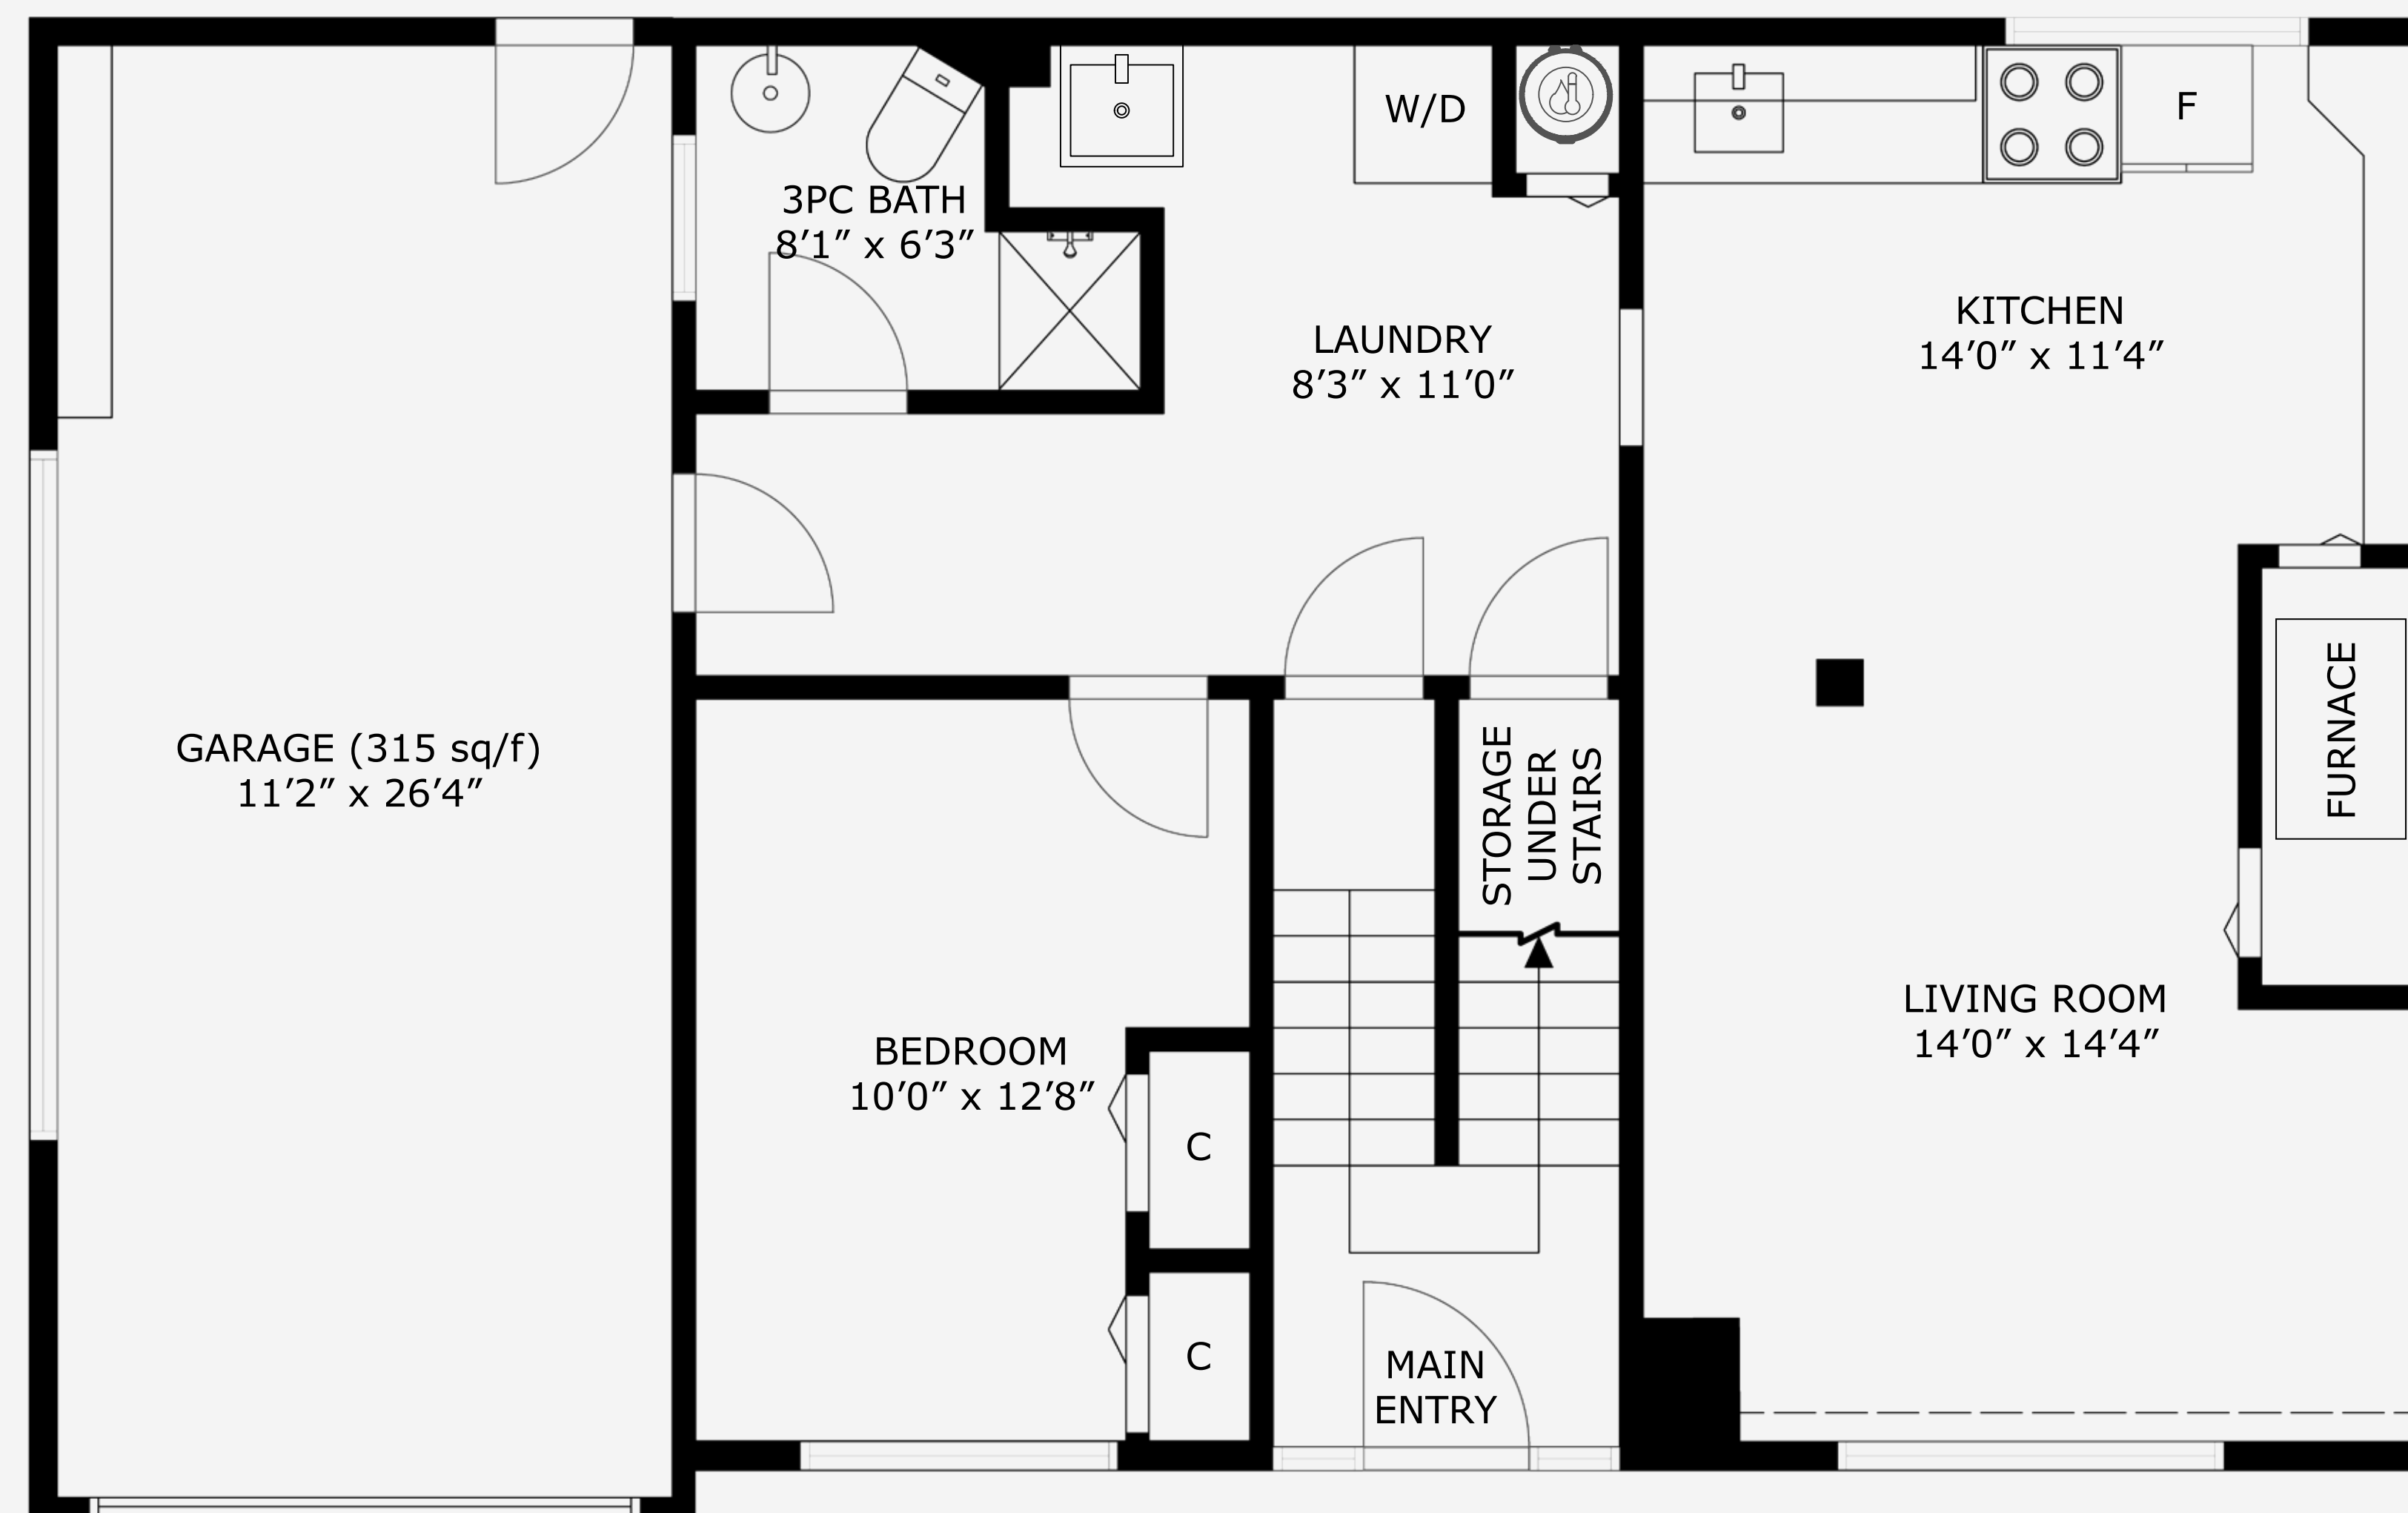 W/D
F
3PC BATH
8’1” x 6’3”
LAUNDRY
8’3” x 11’0”
KITCHEN
14’0” x 11’4”
GARAGE (315 sq/f)
11’2” x 26’4”
STORAGE
UNDER
STAIRS
FURNACE
BEDROOM
10’0” x 12’8”
LIVING ROOM
14’0” x 14’4”
C
C
MAIN
ENTRY